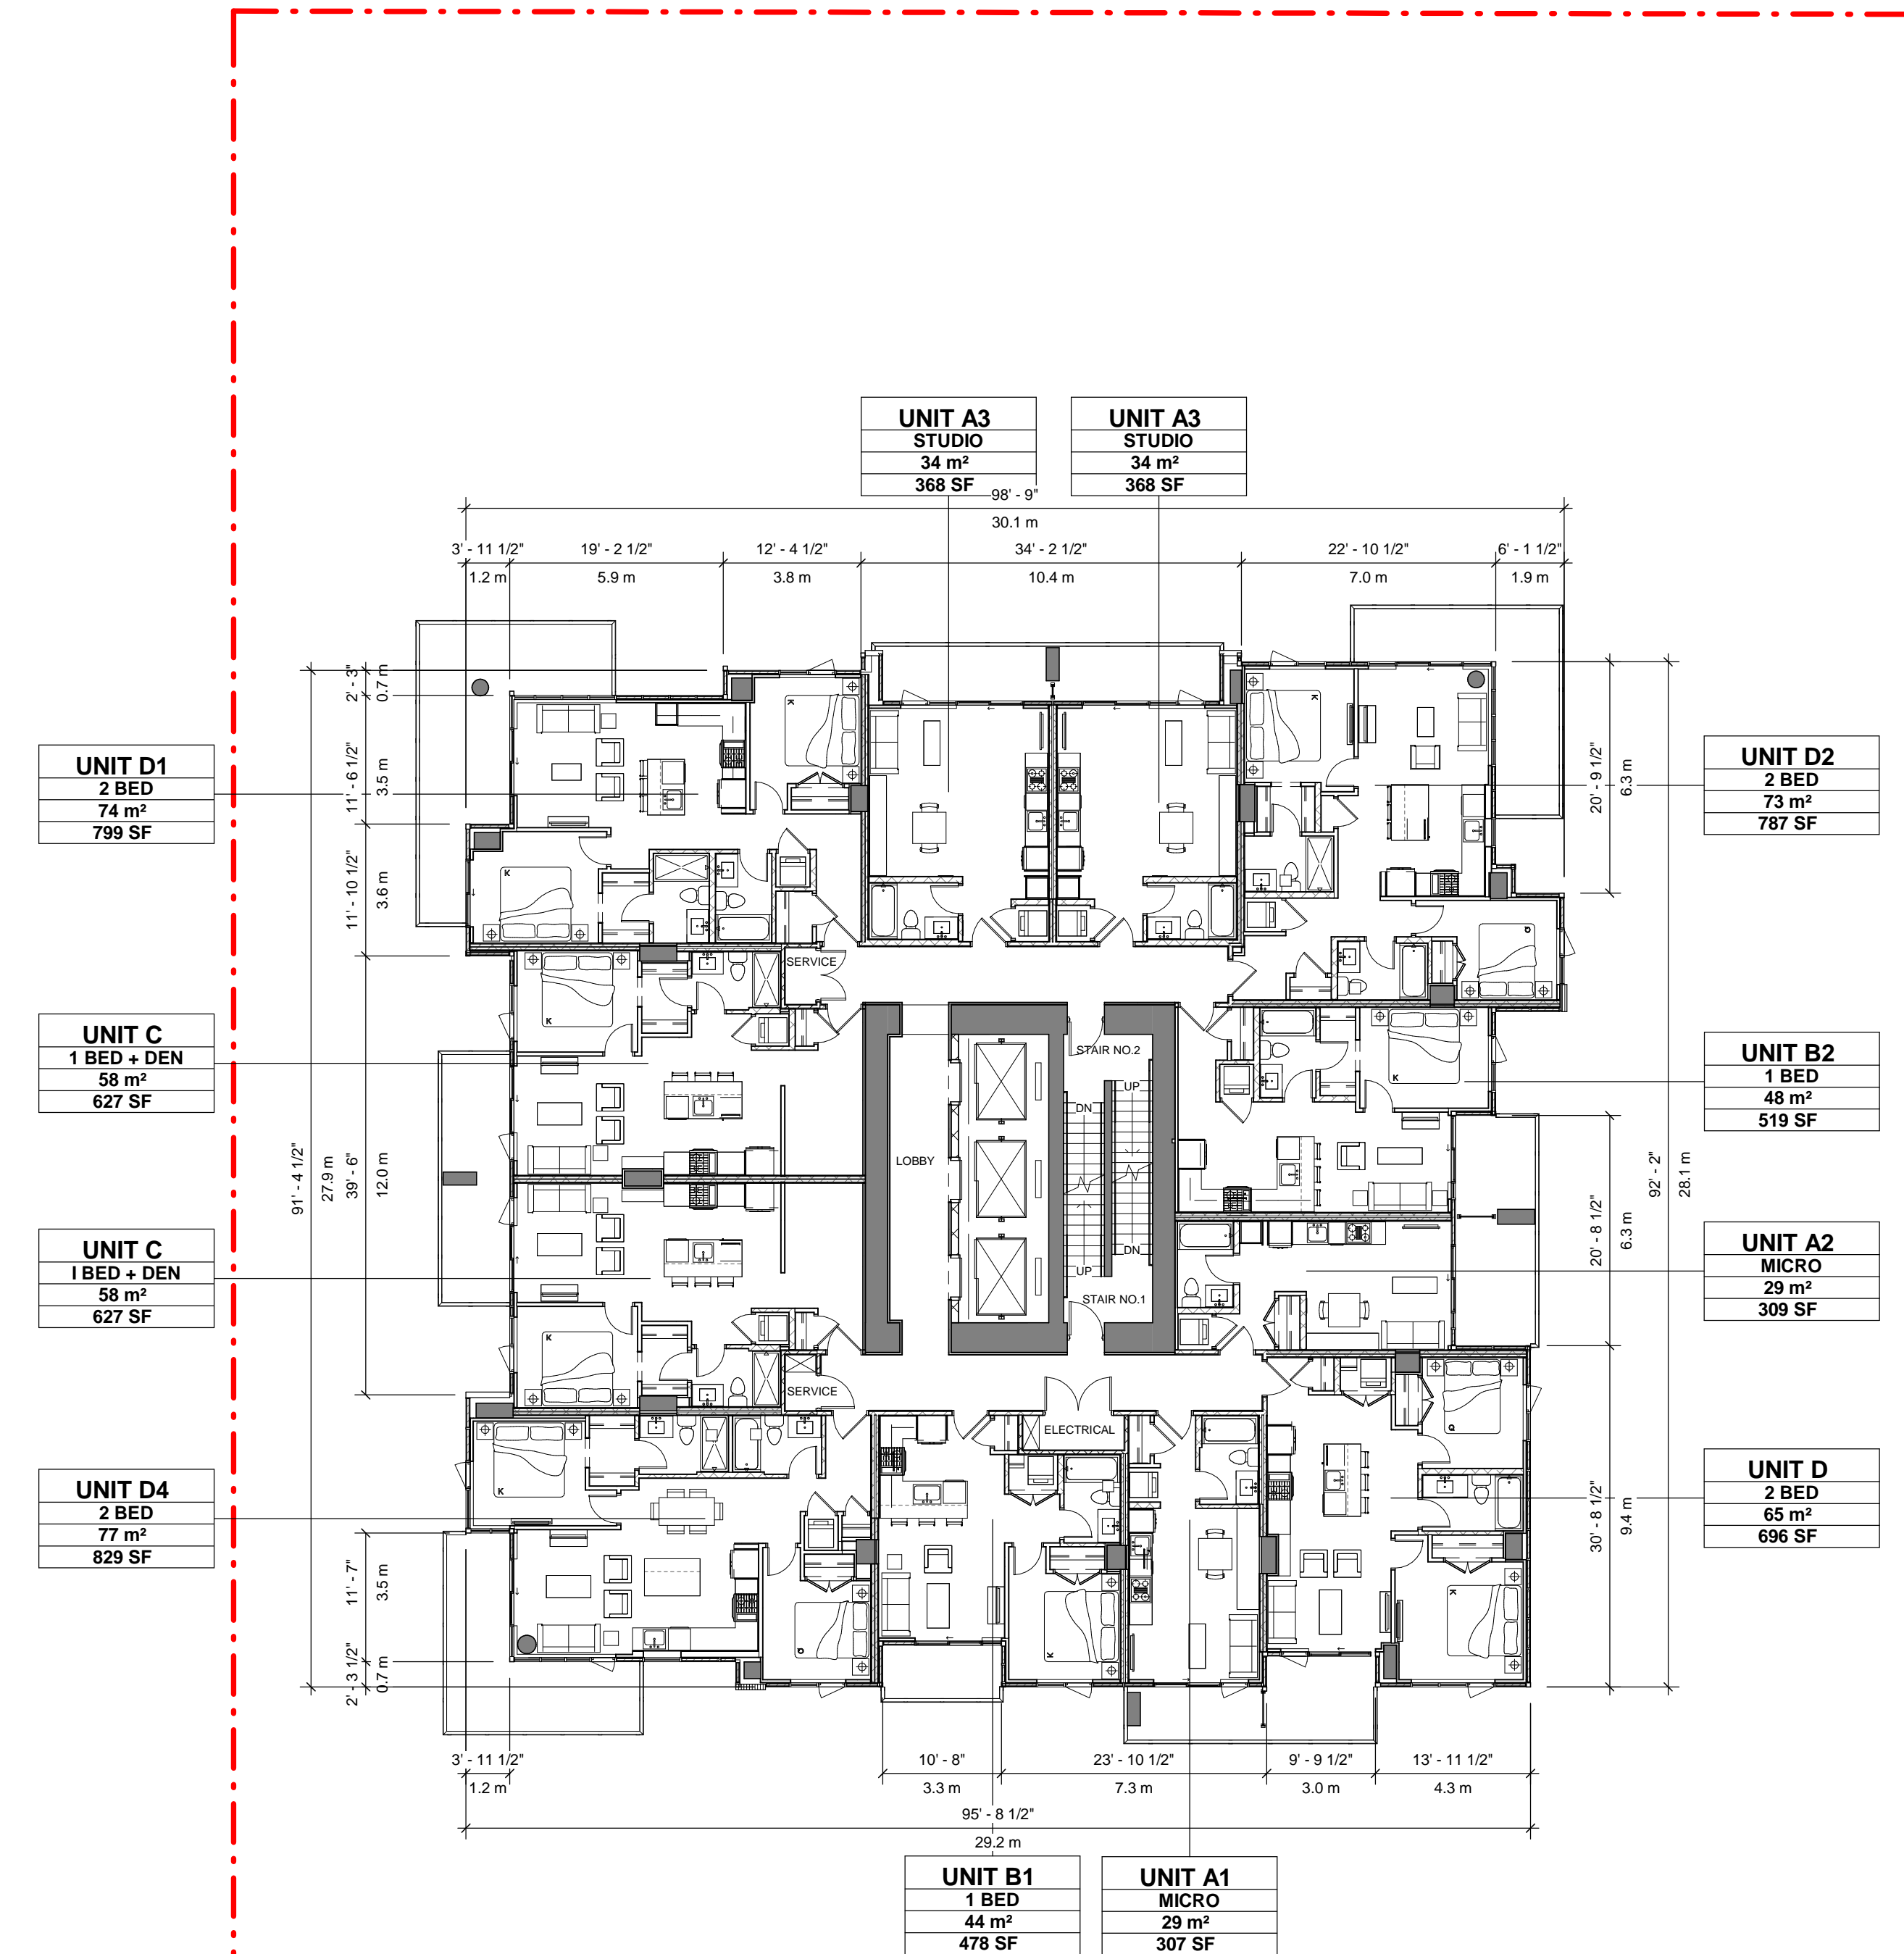 UNIT A3
STUDIO
34 m²
368 SF
UNIT A3
STUDIO
34 m²
368 SF
98' - 9"
30.1 m
3' - 11 1/2"
19' - 2 1/2"
12' - 4 1/2"
34' - 2 1/2"
22' - 10 1/2"
6' - 1 1/2"
1.2 m
5.9 m
3.8 m
10.4 m
7.0 m
1.9 m
UNIT D1
2 BED
74 m²
799 SF
UNIT C
1 BED + DEN
58 m²
627 SF
UNIT C
I BED + DEN
58 m²
627 SF
UNIT D4
2 BED
77 m²
829 SF
91' - 4 1/2"
27.9 m
2' - 3"
0.7 m
11' - 6 1/2"
3.5 m
11' - 10 1/2"
3.6 m
39' - 6"
12.0 m
11' - 7"
3.5 m
2' - 3 1/2"
0.7 m
K
K
K
K
K
K
Q
SERVICE
LOBBY
STAIR NO.2
UP
DN
DN
UP
STAIR NO.1
SERVICE
ELECTRICAL
K
Q
K
Q
K
K
20' - 9 1/2"
6.3 m
20' - 8 1/2"
6.3 m
30' - 8 1/2"
9.4 m
92' - 2"
28.1 m
UNIT D2
2 BED
73 m²
787 SF
UNIT B2
1 BED
48 m²
519 SF
UNIT A2
MICRO
29 m²
309 SF
UNIT D
2 BED
65 m²
696 SF
3' - 11 1/2"
10' - 8"
23' - 10 1/2"
9' - 9 1/2"
13' - 11 1/2"
1.2 m
3.3 m
7.3 m
3.0 m
4.3 m
95' - 8 1/2"
29.2 m
UNIT B1
1 BED
44 m²
478 SF
UNIT A1
MICRO
29 m²
307 SF